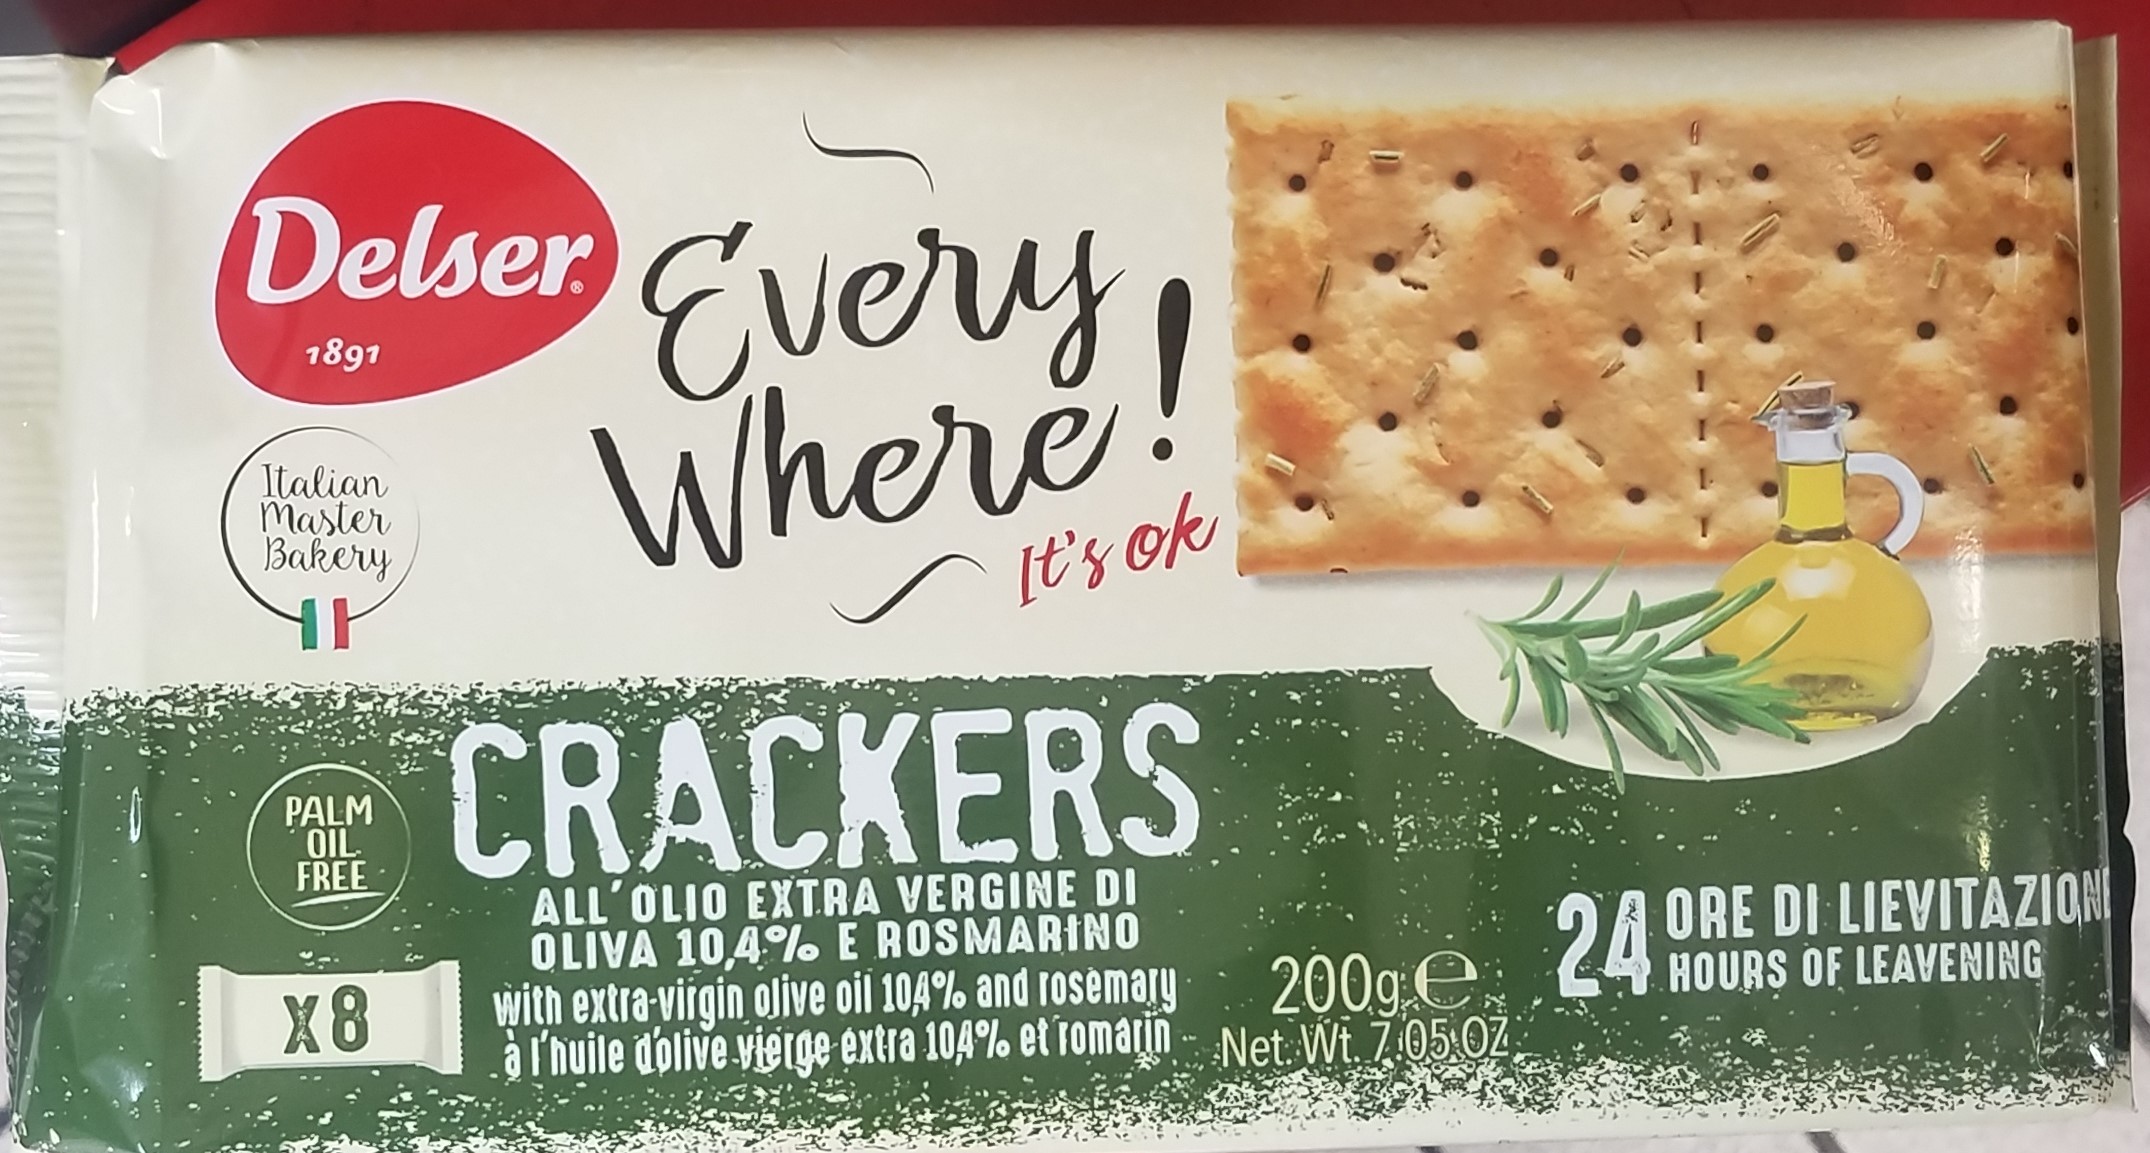 Delser®
1891
Every
Where!
It's ok
Italian
Master
Bakery
CRACKERS
PALM
OIL
FREE
ALL'OLIO EXTRA VERGINE DI
OLIVA 10,4% E ROSMARINO
with extra-virgin olive oil 10,4% and rosemary
à l'huile d'olive vierge extra 10,4% et romarin
X8
200g e
Net. Wt. 7.05 OZ
24 ORE DI LIEVITAZIONE
HOURS OF LEAVENING